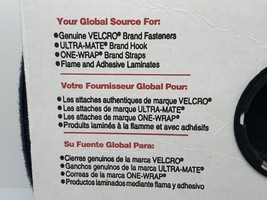 Your Global Source For:
• Genuine VELCRO® Brand Fasteners
• ULTRA-MATE® Brand Hook
• ONE-WRAP® Brand Straps
• Flame and Adhesive Laminates
Votre Fournisseur Global Pour:
• Les attaches authentiques de marque VELCRO®
• Les attaches de marque ULTRA-MATE®
• Les attaches de marque ONE-WRAP®
• Produits laminés à la flamme et avec adhésifs
Su Fuente Global Para:
• Cierres genuinos de la marca VELCRO®
• Ganchos genuinos de la marca ULTRA-MATE®
• Correas de la marca ONE-WRAP®
• Productos laminados mediante flama y adhesivo